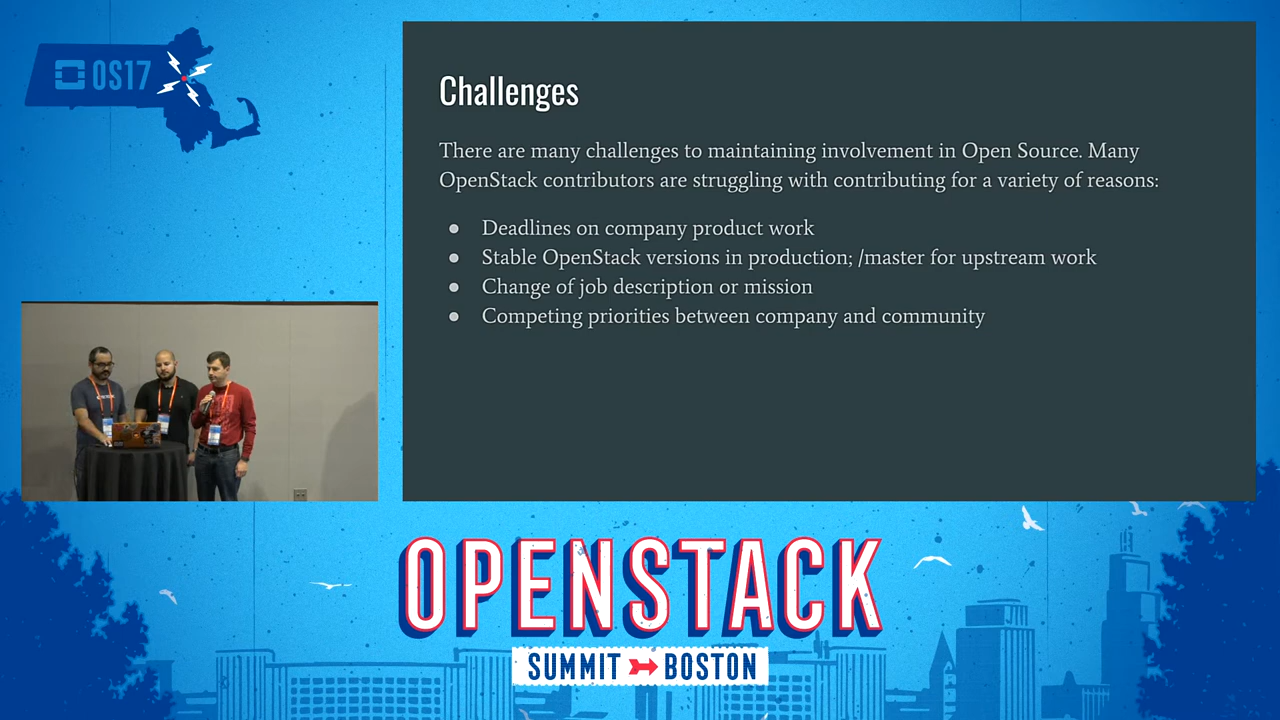 OS17
Challenges
There are many challenges to maintaining involvement in Open Source. Many
OpenStack contributors are struggling with contributing for a variety of reasons:
● Deadlines on company product work
● Stable OpenStack versions in production; /master for upstream work
● Change of job description or mission
● Competing priorities between company and community
OPENSTACK
SUMMIT BOSTON